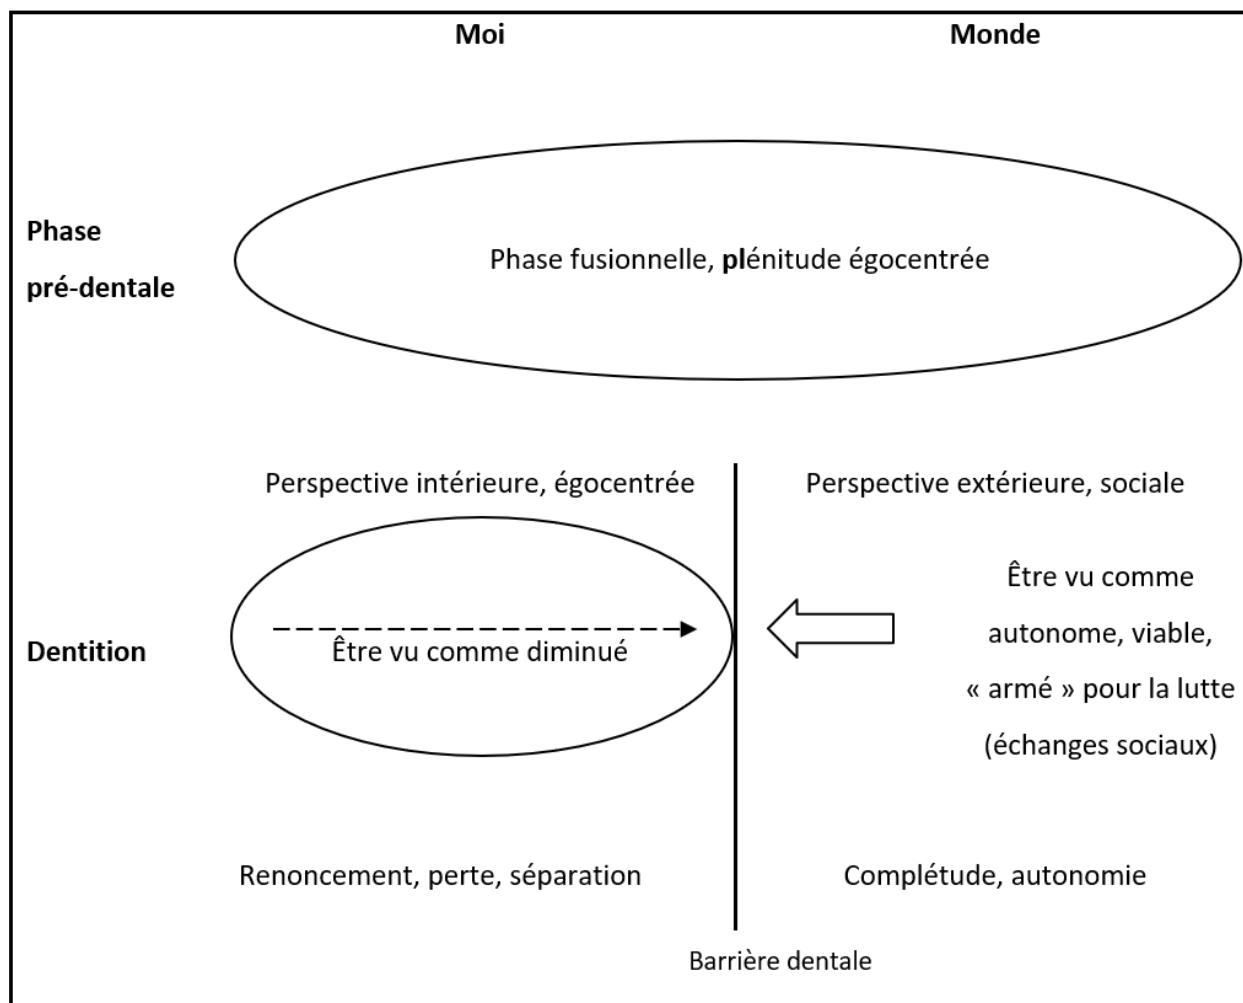 Moi
Monde
Phase
pré-dentale
Phase fusionnelle, plénitude égocentrée
Perspective intérieure, égocentrée
Perspective extérieure, sociale
Dentition
Être vu comme diminué
Être vu comme
autonome, viable,
« armé » pour la lutte
(échanges sociaux)
Renoncement, perte, séparation
Complétude, autonomie
Barrière dentale